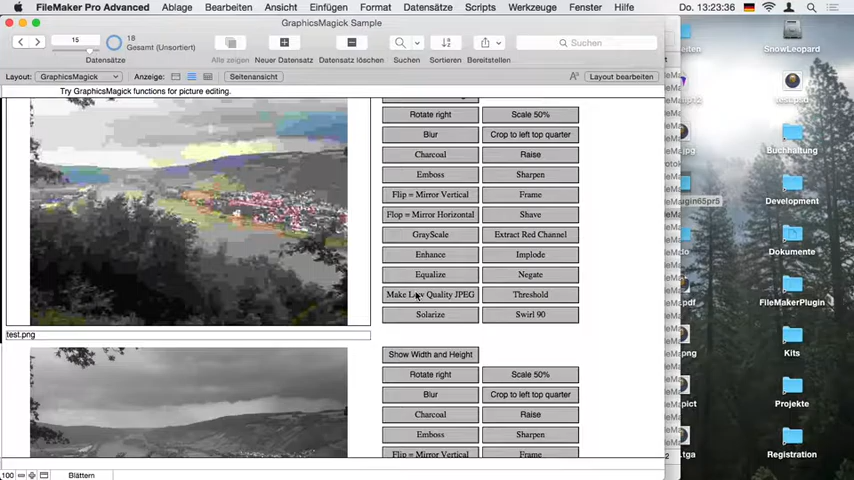 FileMaker Pro Advanced Ablage Bearbeiten Ansicht Einfügen Format Datensätze Scripts Werkzeuge Fenster Hilfe Do. 13:23:36
GraphicsMagick Sample
15
18
Gesamt (Unsortiert)
Suchen
Datensätze Alle zeigen Neuer Datensatz Datensatz löschen Suchen Sortieren Bereitstellen
Layout: GraphicsMagick Anzeige: Seitenansicht Layout bearbeiten
Try GraphicsMagick functions for picture editing.
Rotate right Scale 50%
Blur Crop to left top quarter
Charcoal Raise
Emboss Sharpen
Flip = Mirror Vertical Frame
Flop = Mirror Horizontal Shave
GrayScale Extract Red Channel
Enhance Implode
Equalize Negate
Make Low Quality JPEG Threshold
Solarize Swirl 90
test.png
Show Width and Height
Rotate right Scale 50%
Blur Crop to left top quarter
Charcoal Raise
Emboss Sharpen
Flip = Mirror Vertical Frame
100 Blättern
SnowLeopard
Buchhaltung
Development
Dokumente
FileMakerPlugin
Kits
Projekte
Registration